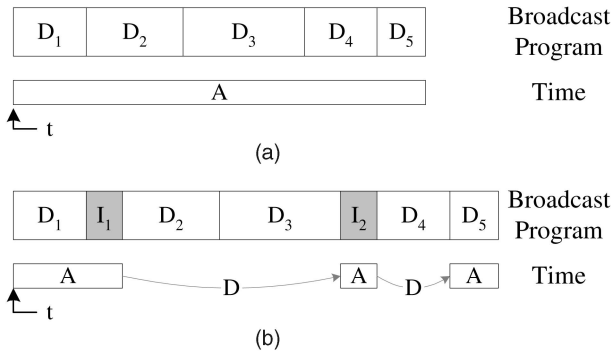 D₁ D₂ D₃ D₄ D₅ Broadcast Program
A Time
t
(a)
D₁ I₁ D₂ D₃ I₂ D₄ D₅ Broadcast Program
A D A D A Time
t
(b)